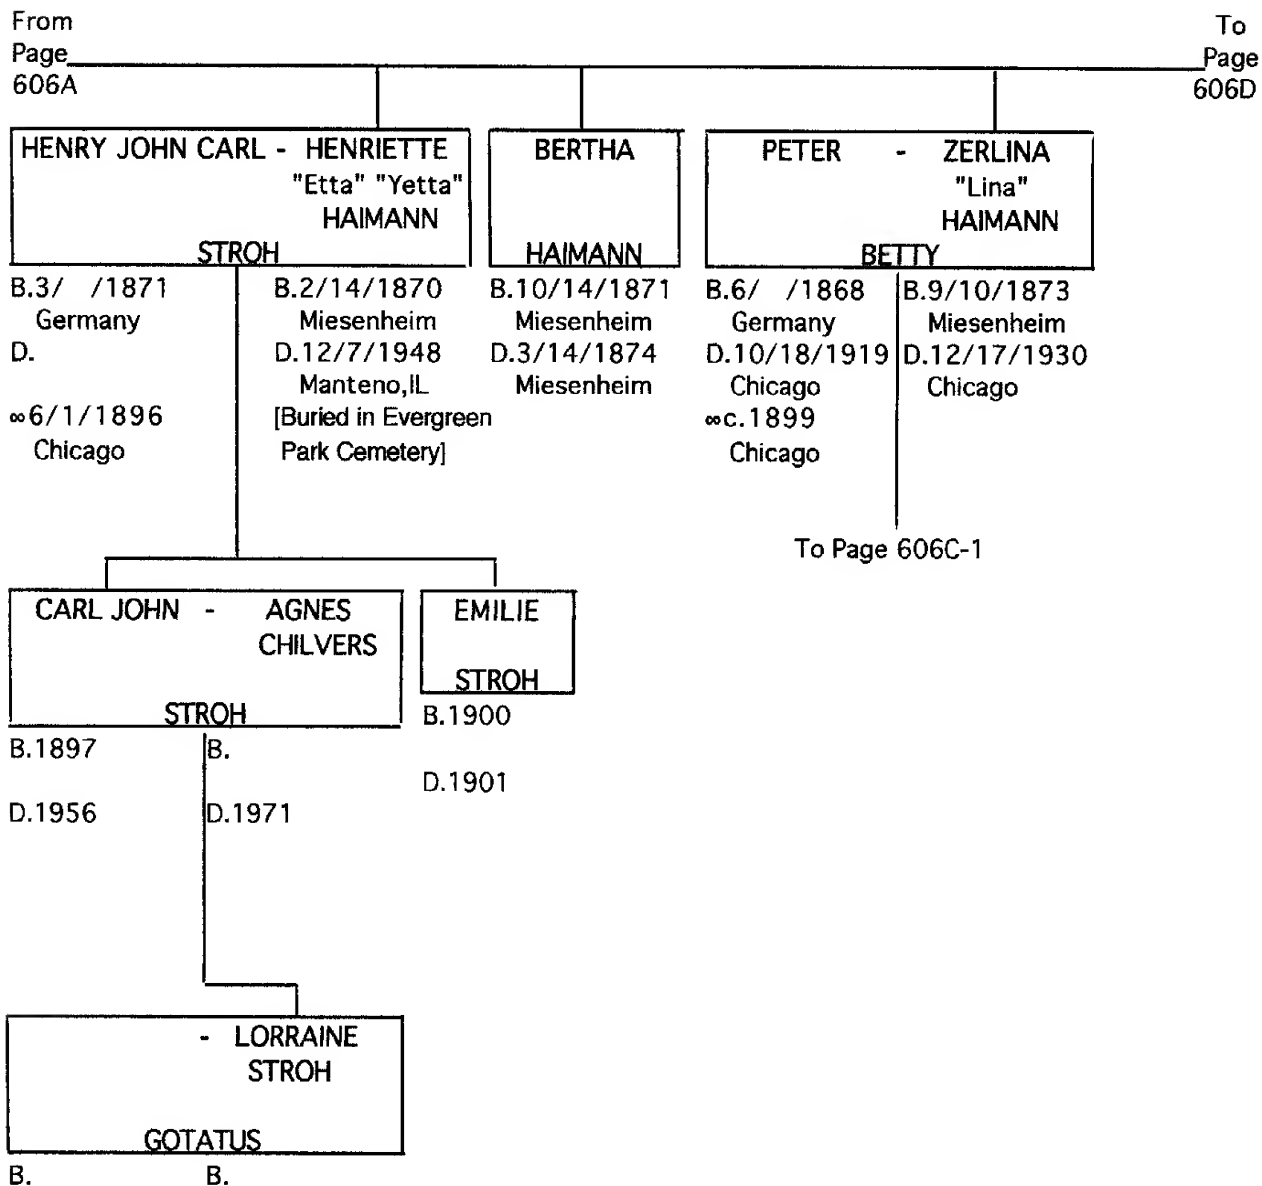 From
Page
606A
To
Page
606D
HENRY JOHN CARL - HENRIETTE
"Etta" "Yetta"
HAIMANN
STROH
B.3/ /1871
Germany
D.
∞6/1/1896
Chicago
B.2/14/1870
Miesenheim
D.12/7/1948
Manteno,IL
[Buried in Evergreen
Park Cemetery]
BERTHA
HAIMANN
B.10/14/1871
Miesenheim
D.3/14/1874
Miesenheim
PETER - ZERLINA
"Lina"
HAIMANN
BETTY
B.6/ /1868
Germany
D.10/18/1919
Chicago
∞c.1899
Chicago
B.9/10/1873
Miesenheim
D.12/17/1930
Chicago
To Page 606C-1
CARL JOHN - AGNES
CHILVERS
STROH
B.1897
D.1956
B.
D.1971
EMILIE
STROH
B.1900
D.1901
- LORRAINE
STROH
GOTATUS
B. B.